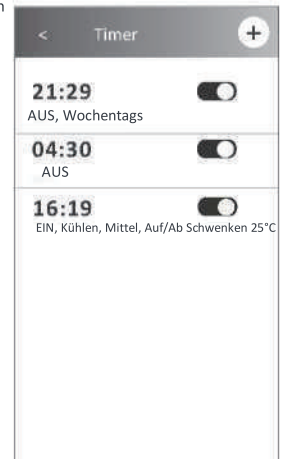 < Timer +
21:29
AUS, Wochentags
04:30
AUS
16:19
EIN, Kühlen, Mittel, Auf/Ab Schwenken 25°C